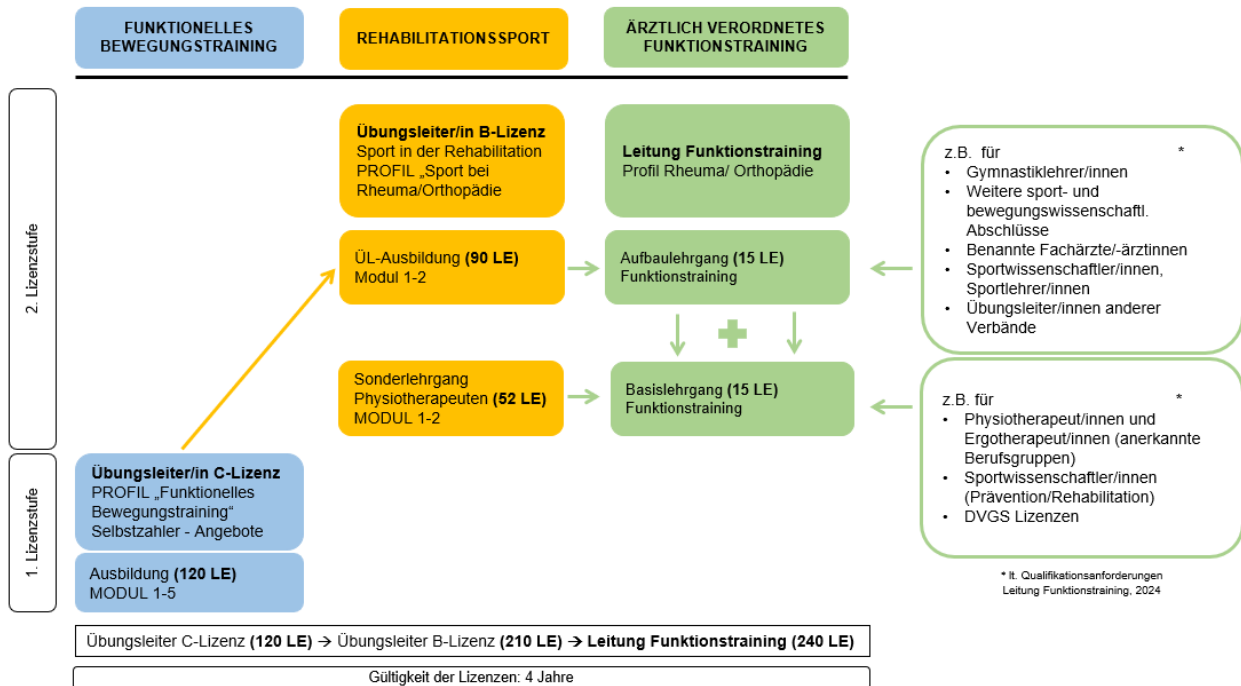 FUNKTIONELLES
BEWEGUNGSTRAINING
REHABILITATIONSSPORT
ÄRZTLICH VERORDNETES
FUNKTIONSTRAINING
2. Lizenzstufe
Übungsleiter/in B-Lizenz
Sport in der Rehabilitation
PROFIL „Sport bei
Rheuma/Orthopädie
Leitung Funktionstraining
Profil Rheuma/ Orthopädie
z.B. für *
• Gymnastiklehrer/innen
• Weitere sport- und
bewegungswissenschaftl.
Abschlüsse
• Benannte Fachärzte/-ärztinnen
• Sportwissenschaftler/innen,
Sportlehrer/innen
• Übungsleiter/innen anderer
Verbände
ÜL-Ausbildung (90 LE)
Modul 1-2
Aufbaulehrgang (15 LE)
Funktionstraining
Sonderlehrgang
Physiotherapeuten (52 LE)
MODUL 1-2
Basislehrgang (15 LE)
Funktionstraining
z.B. für *
• Physiotherapeut/innen und
Ergotherapeut/innen (anerkannte
Berufsgruppen)
• Sportwissenschaftler/innen
(Prävention/Rehabilitation)
• DVGS Lizenzen
1. Lizenzstufe
Übungsleiter/in C-Lizenz
PROFIL „Funktionelles
Bewegungstraining“
Selbstzahler - Angebote
Ausbildung (120 LE)
MODUL 1-5
* lt. Qualifikationsanforderungen
Leitung Funktionstraining, 2024
Übungsleiter C-Lizenz (120 LE) → Übungsleiter B-Lizenz (210 LE) → Leitung Funktionstraining (240 LE)
Gültigkeit der Lizenzen: 4 Jahre